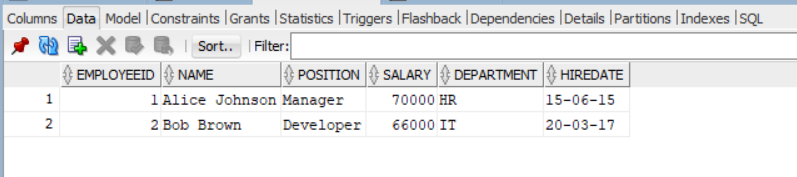 Columns Data Model Constraints Grants Statistics Triggers Flashback Dependencies Details Partitions Indexes SQL
Sort.. Filter:
EMPLOYEEID NAME POSITION SALARY DEPARTMENT HIREDATE
1 1 Alice Johnson Manager 70000 HR 15-06-15
2 2 Bob Brown Developer 66000 IT 20-03-17